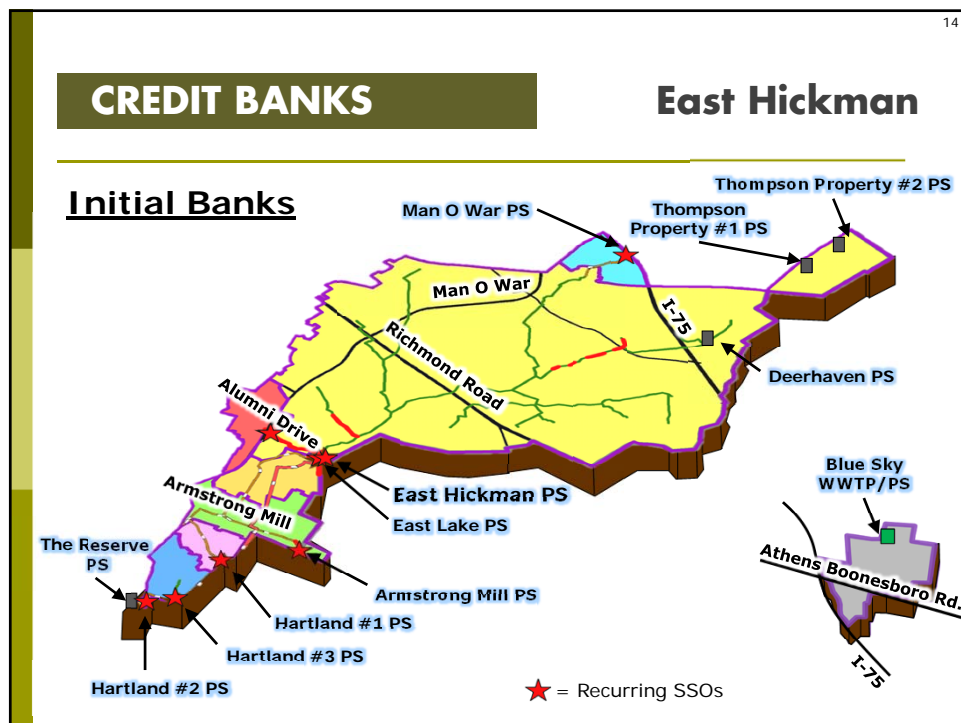 14
CREDIT BANKS
East Hickman
Initial Banks
Thompson Property #2 PS
Man O War PS
Thompson
Property #1 PS
Man O War
I-75
Richmond Road
Deerhaven PS
Alumni Drive
East Hickman PS
East Lake PS
Armstrong Mill
Blue Sky
WWTP/PS
The Reserve
PS
Athens Boonesboro Rd.
Armstrong Mill PS
Hartland #1 PS
Hartland #3 PS
Hartland #2 PS
I-75
= Recurring SSOs